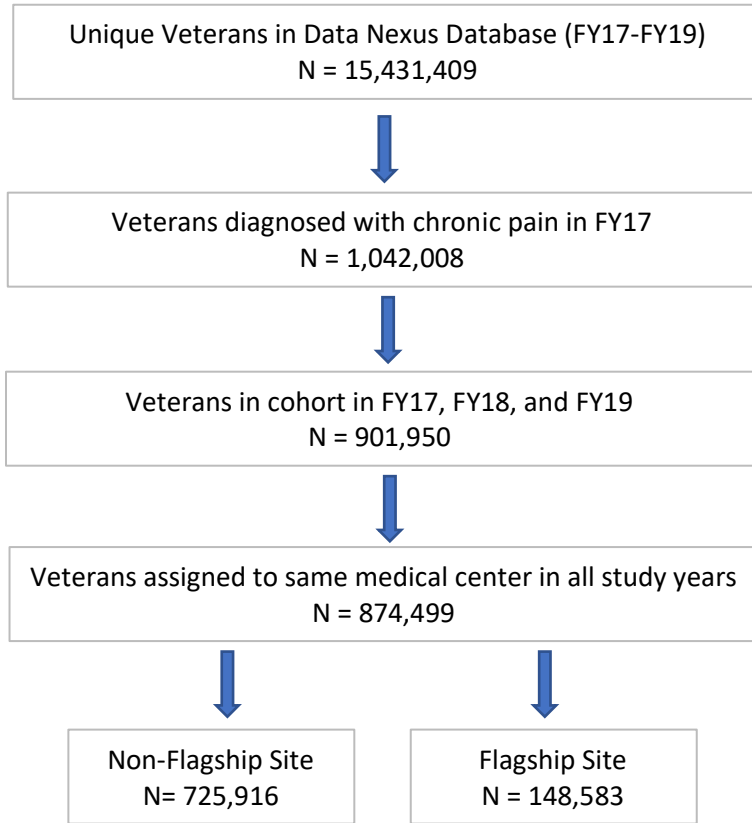 Unique Veterans in Data Nexus Database (FY17-FY19)
N = 15,431,409
Veterans diagnosed with chronic pain in FY17
N = 1,042,008
Veterans in cohort in FY17, FY18, and FY19
N = 901,950
Veterans assigned to same medical center in all study years
N = 874,499
Non-Flagship Site
N= 725,916
Flagship Site
N = 148,583